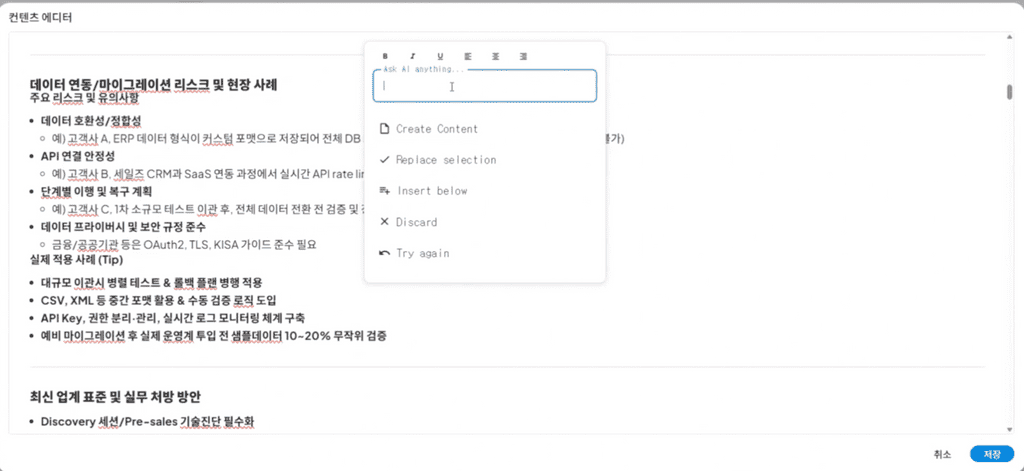 컨텐츠 에디터
B I U
Ask AI anything...
Create Content
Replace selection
Insert below
Discard
Try again
데이터 연동/마이그레이션 리스크 및 현장 사례
주요 리스크 및 유의사항
데이터 호환성/정합성
예) 고객사 A, ERP 데이터 형식이 커스텀 포맷으로 저장되어 전체 DB
API 연결 안정성
예) 고객사 B, 세일즈 CRM과 SaaS 연동 과정에서 실시간 API rate
단계별 이행 및 복구 계획
예) 고객사 C, 1차 소규모 테스트 이관 후, 전체 데이터 전환 전 검증 및
데이터 프라이버시 및 보안 규정 준수
금융/공공기관 등은 OAuth2, TLS, KISA 가이드 준수 필요
실제 적용 사례 (Tip)
대규모 이관시 병렬 테스트 & 롤백 플랜 병행 적용
CSV, XML 등 중간 포맷 활용 & 수동 검증 로직 도입
API Key, 권한 분리·관리, 실시간 로그 모니터링 체계 구축
예비 마이그레이션 후 실제 운영계 투입 전 샘플데이터 10~20% 무작위 검증
최신 업계 표준 및 실무 처방 방안
Discovery 세션/Pre-sales 기술진단 필수화
취소
저장